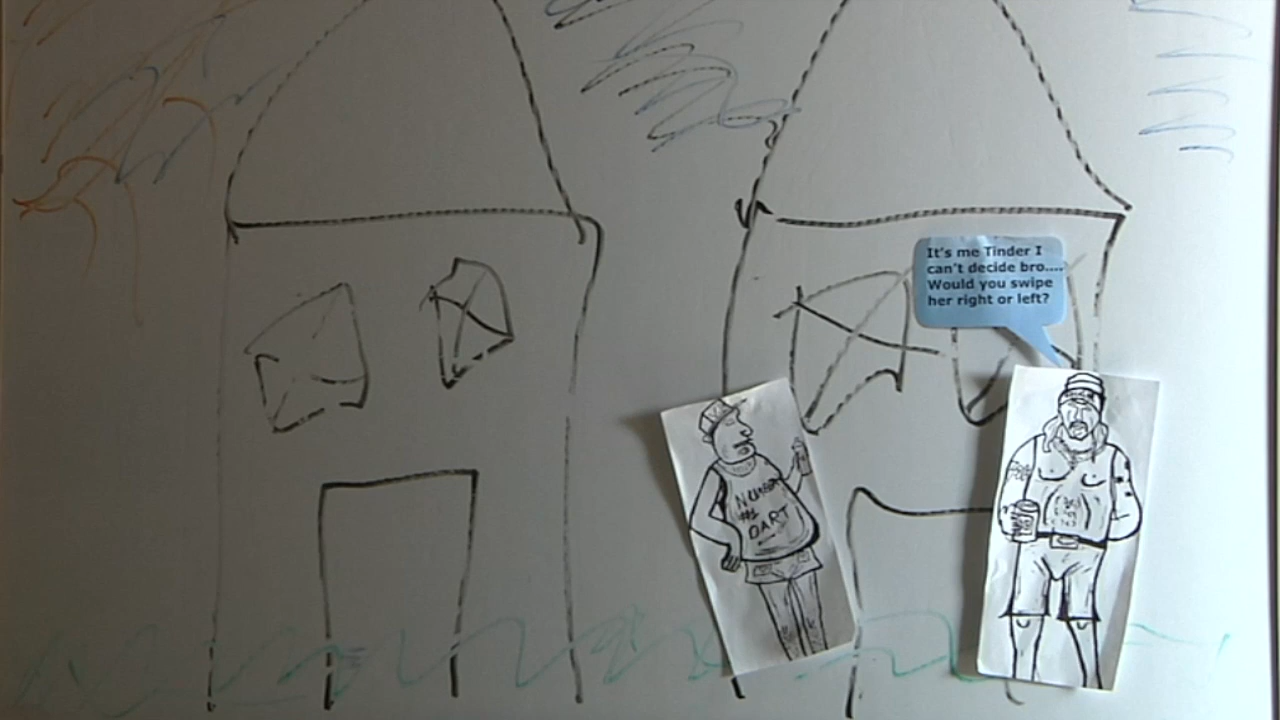 It's me Tinder I
can't decide bro....
Would you swipe
her right or left?
NUMBER
#1
DART